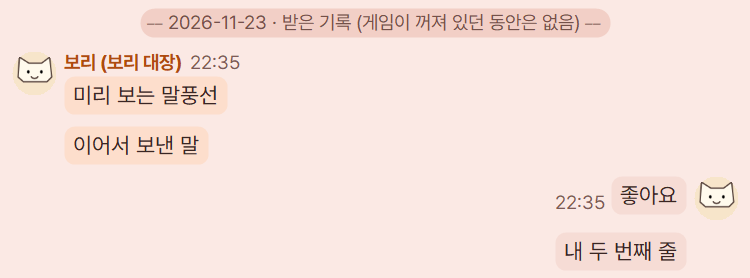 — 2026-11-23 · 받은 기록 (게임이 꺼져 있던 동안은 없음) —
보리 (보리 대장) 22:35
미리 보는 말풍선
이어서 보낸 말
22:35 좋아요
내 두 번째 줄